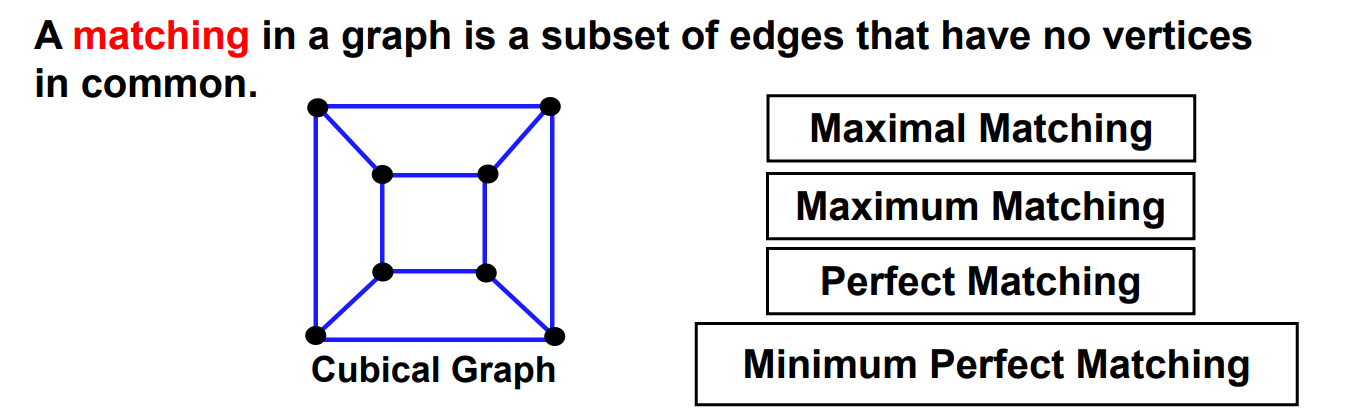 A matching in a graph is a subset of edges that have no vertices
in common.
Maximal Matching
Maximum Matching
Perfect Matching
Minimum Perfect Matching
Cubical Graph